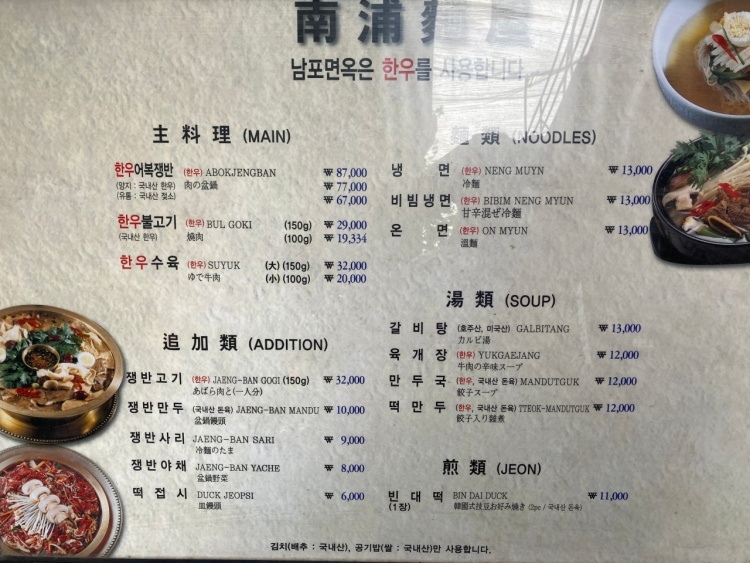 南 浦 麵 屋
남포면옥은 한우를 사용합니다
主 料 理 (MAIN)
한우어복쟁반 (한우) ABOKJENGBAN ₩ 87,000
(양지 : 국내산 한우) 肉の盆鍋 ₩ 77,000
(유통 : 국내산 젖소) ₩ 67,000
한우불고기 (한우) BUL GOKI (150g) ₩ 29,000
(국내산 한우) 燒肉 (100g) ₩ 19,334
한우수육 (한우) SUYUK (大) (150g) ₩ 32,000
ゆで牛肉 (小) (100g) ₩ 20,000
追 加 類 (ADDITION)
쟁반고기 (한우) JAENG-BAN GOGI (150g) ₩ 32,000
あばら肉と(一人分)
쟁반만두 (국내산 돈육) JAENG-BAN MANDU ₩ 10,000
盆鍋饅頭
쟁반사리 JAENG-BAN SARI ₩ 9,000
冷麵のたま
쟁반야채 JAENG-BAN YACHE ₩ 8,000
盆鍋野菜
떡접시 DUCK JEOPSI ₩ 6,000
皿饅頭
麵 類 (NOODLES)
냉 면 (한우) NENG MUYN ₩ 13,000
冷麵
비빔냉면 (한우) BIBIM NENG MYUN ₩ 13,000
甘辛混ぜ冷麵
온 면 (한우) ON MYUN ₩ 13,000
溫麵
湯 類 (SOUP)
갈 비 탕 (호주산, 미국산) GALBITANG ₩ 13,000
カルビ湯
육 개 장 (한우) YUKGAEJANG ₩ 12,000
牛肉の辛味スープ
만 두 국 (한우, 국내산 돈육) MANDUTGUK ₩ 12,000
餃子スープ
떡 만 두 (한우, 국내산 돈육) TTEOK-MANDUTGUK ₩ 12,000
餃子入り雜煮
煎 類 (JEON)
빈 대 떡 BIN DAI DUCK ₩ 11,000
(1장) 韓國式技豆お好み燒き (2pc / 국내산 돈육)
김치(배추 : 국내산), 공기밥(쌀 : 국내산)만 사용합니다.